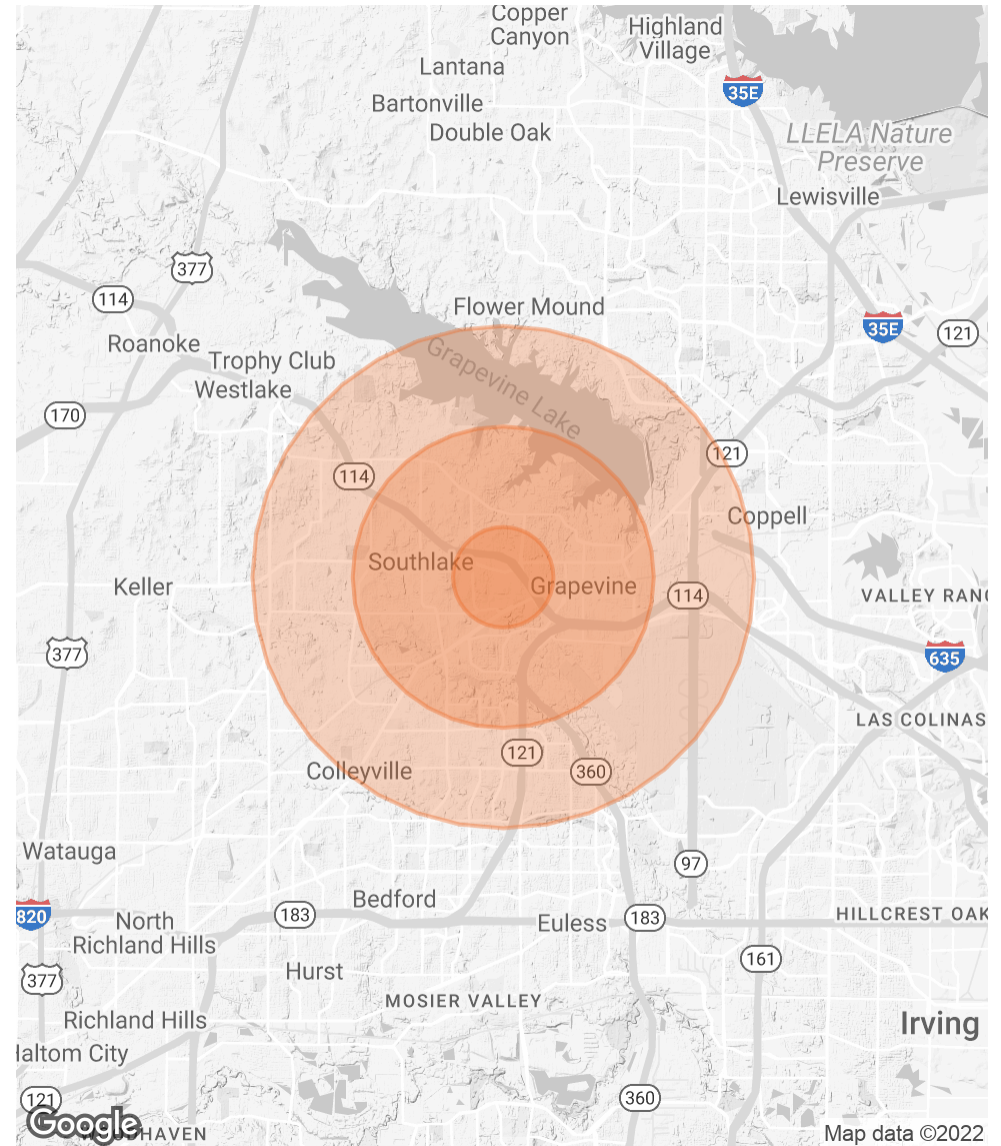 Copper
Canyon
Highland
Village
Lantana
35E
Bartonville
Double Oak
LLELA Nature
Preserve
Lewisville
377
114
Flower Mound
35E
121
Roanoke
Trophy Club
Grapevine Lake
Westlake
170
121
114
Coppell
Southlake
Keller
Grapevine
114
VALLEY RANC
377
635
LAS COLINAS
121
Colleyville
360
Watauga
97
Bedford
820
North
Richland Hills
183
Euless
183
HILLCREST OAK
161
Hurst
377
MOSIER VALLEY
Richland Hills
Irving
Haltom City
121
360
Google
DHAVEN
Map data ©2022